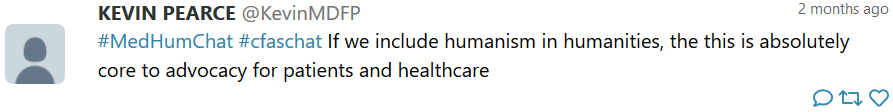 KEVIN PEARCE @KevinMDFP 2 months ago
#MedHumChat #cfaschat If we include humanism in humanities, the this is absolutely
core to advocacy for patients and healthcare